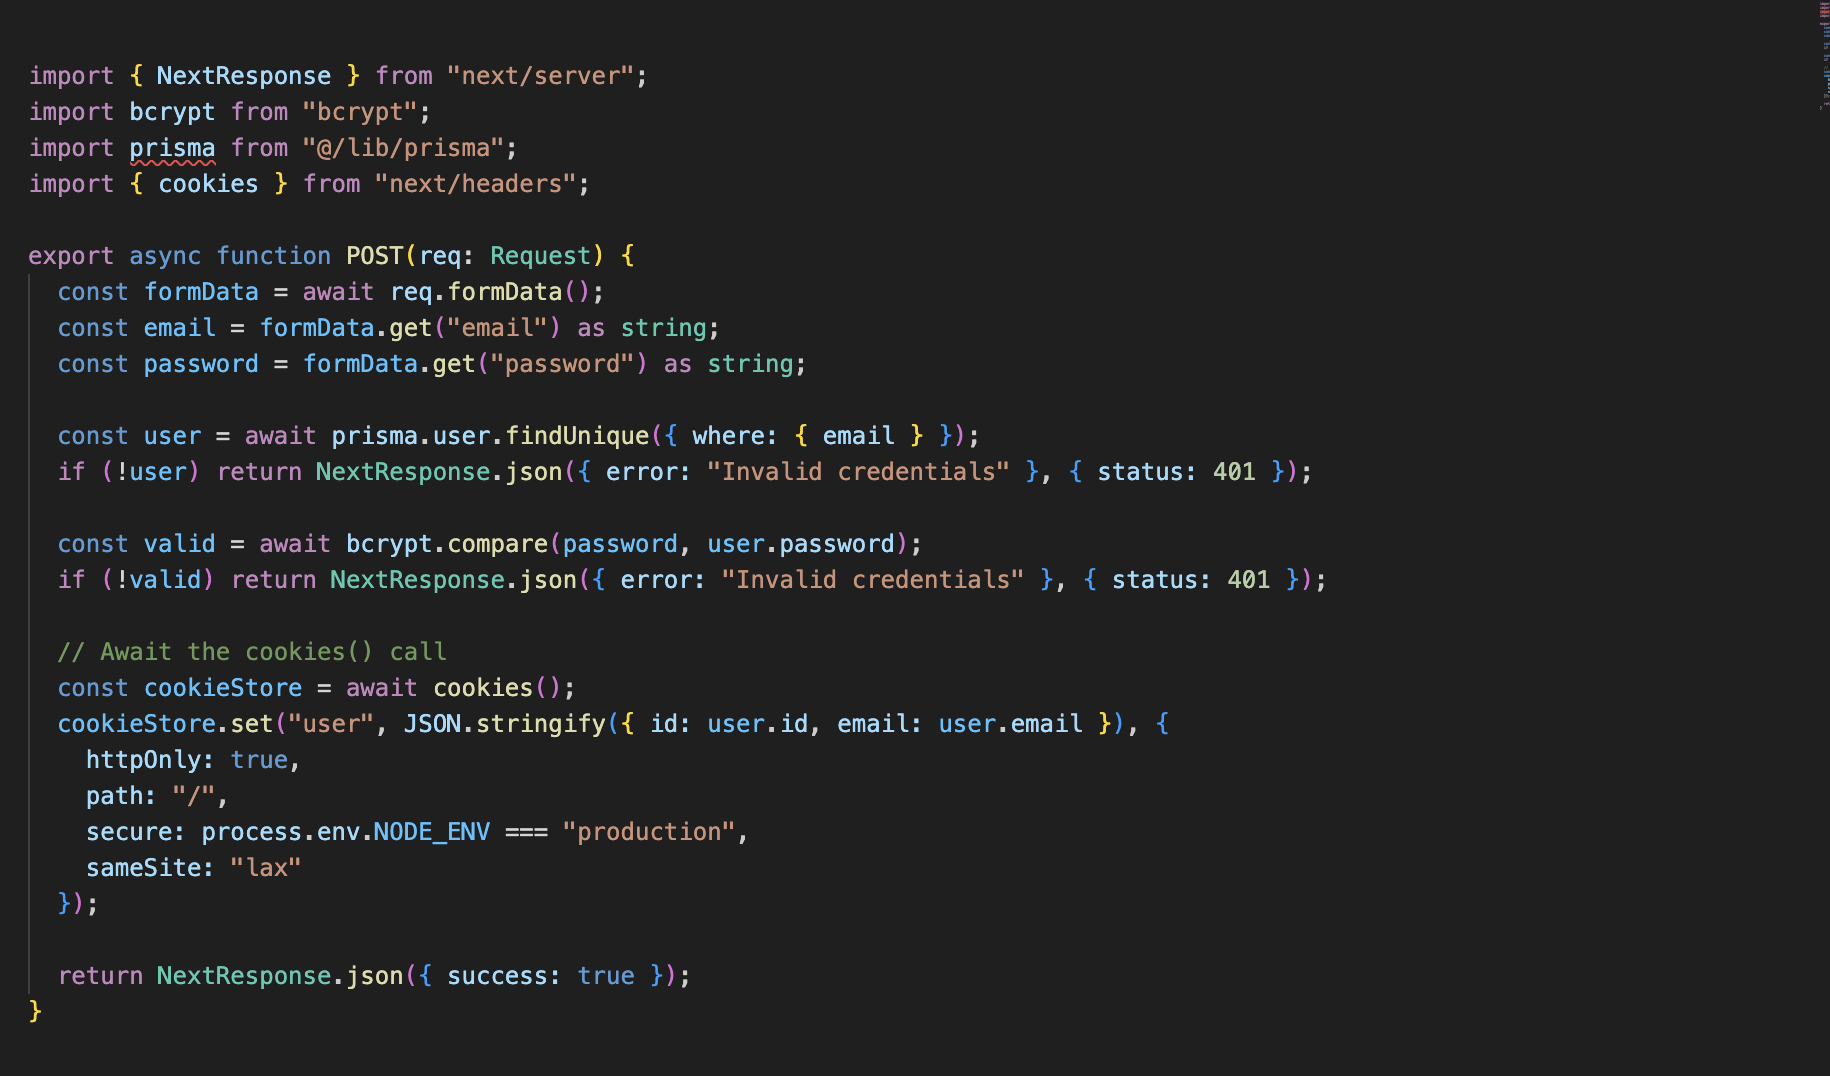 import { NextResponse } from "next/server";
import bcrypt from "bcrypt";
import prisma from "@/lib/prisma";
import { cookies } from "next/headers";

export async function POST(req: Request) {
  const formData = await req.formData();
  const email = formData.get("email") as string;
  const password = formData.get("password") as string;

  const user = await prisma.user.findUnique({ where: { email } });
  if (!user) return NextResponse.json({ error: "Invalid credentials" }, { status: 401 });

  const valid = await bcrypt.compare(password, user.password);
  if (!valid) return NextResponse.json({ error: "Invalid credentials" }, { status: 401 });

  // Await the cookies() call
  const cookieStore = await cookies();
  cookieStore.set("user", JSON.stringify({ id: user.id, email: user.email }), {
    httpOnly: true,
    path: "/",
    secure: process.env.NODE_ENV === "production",
    sameSite: "lax"
  });

  return NextResponse.json({ success: true });
}